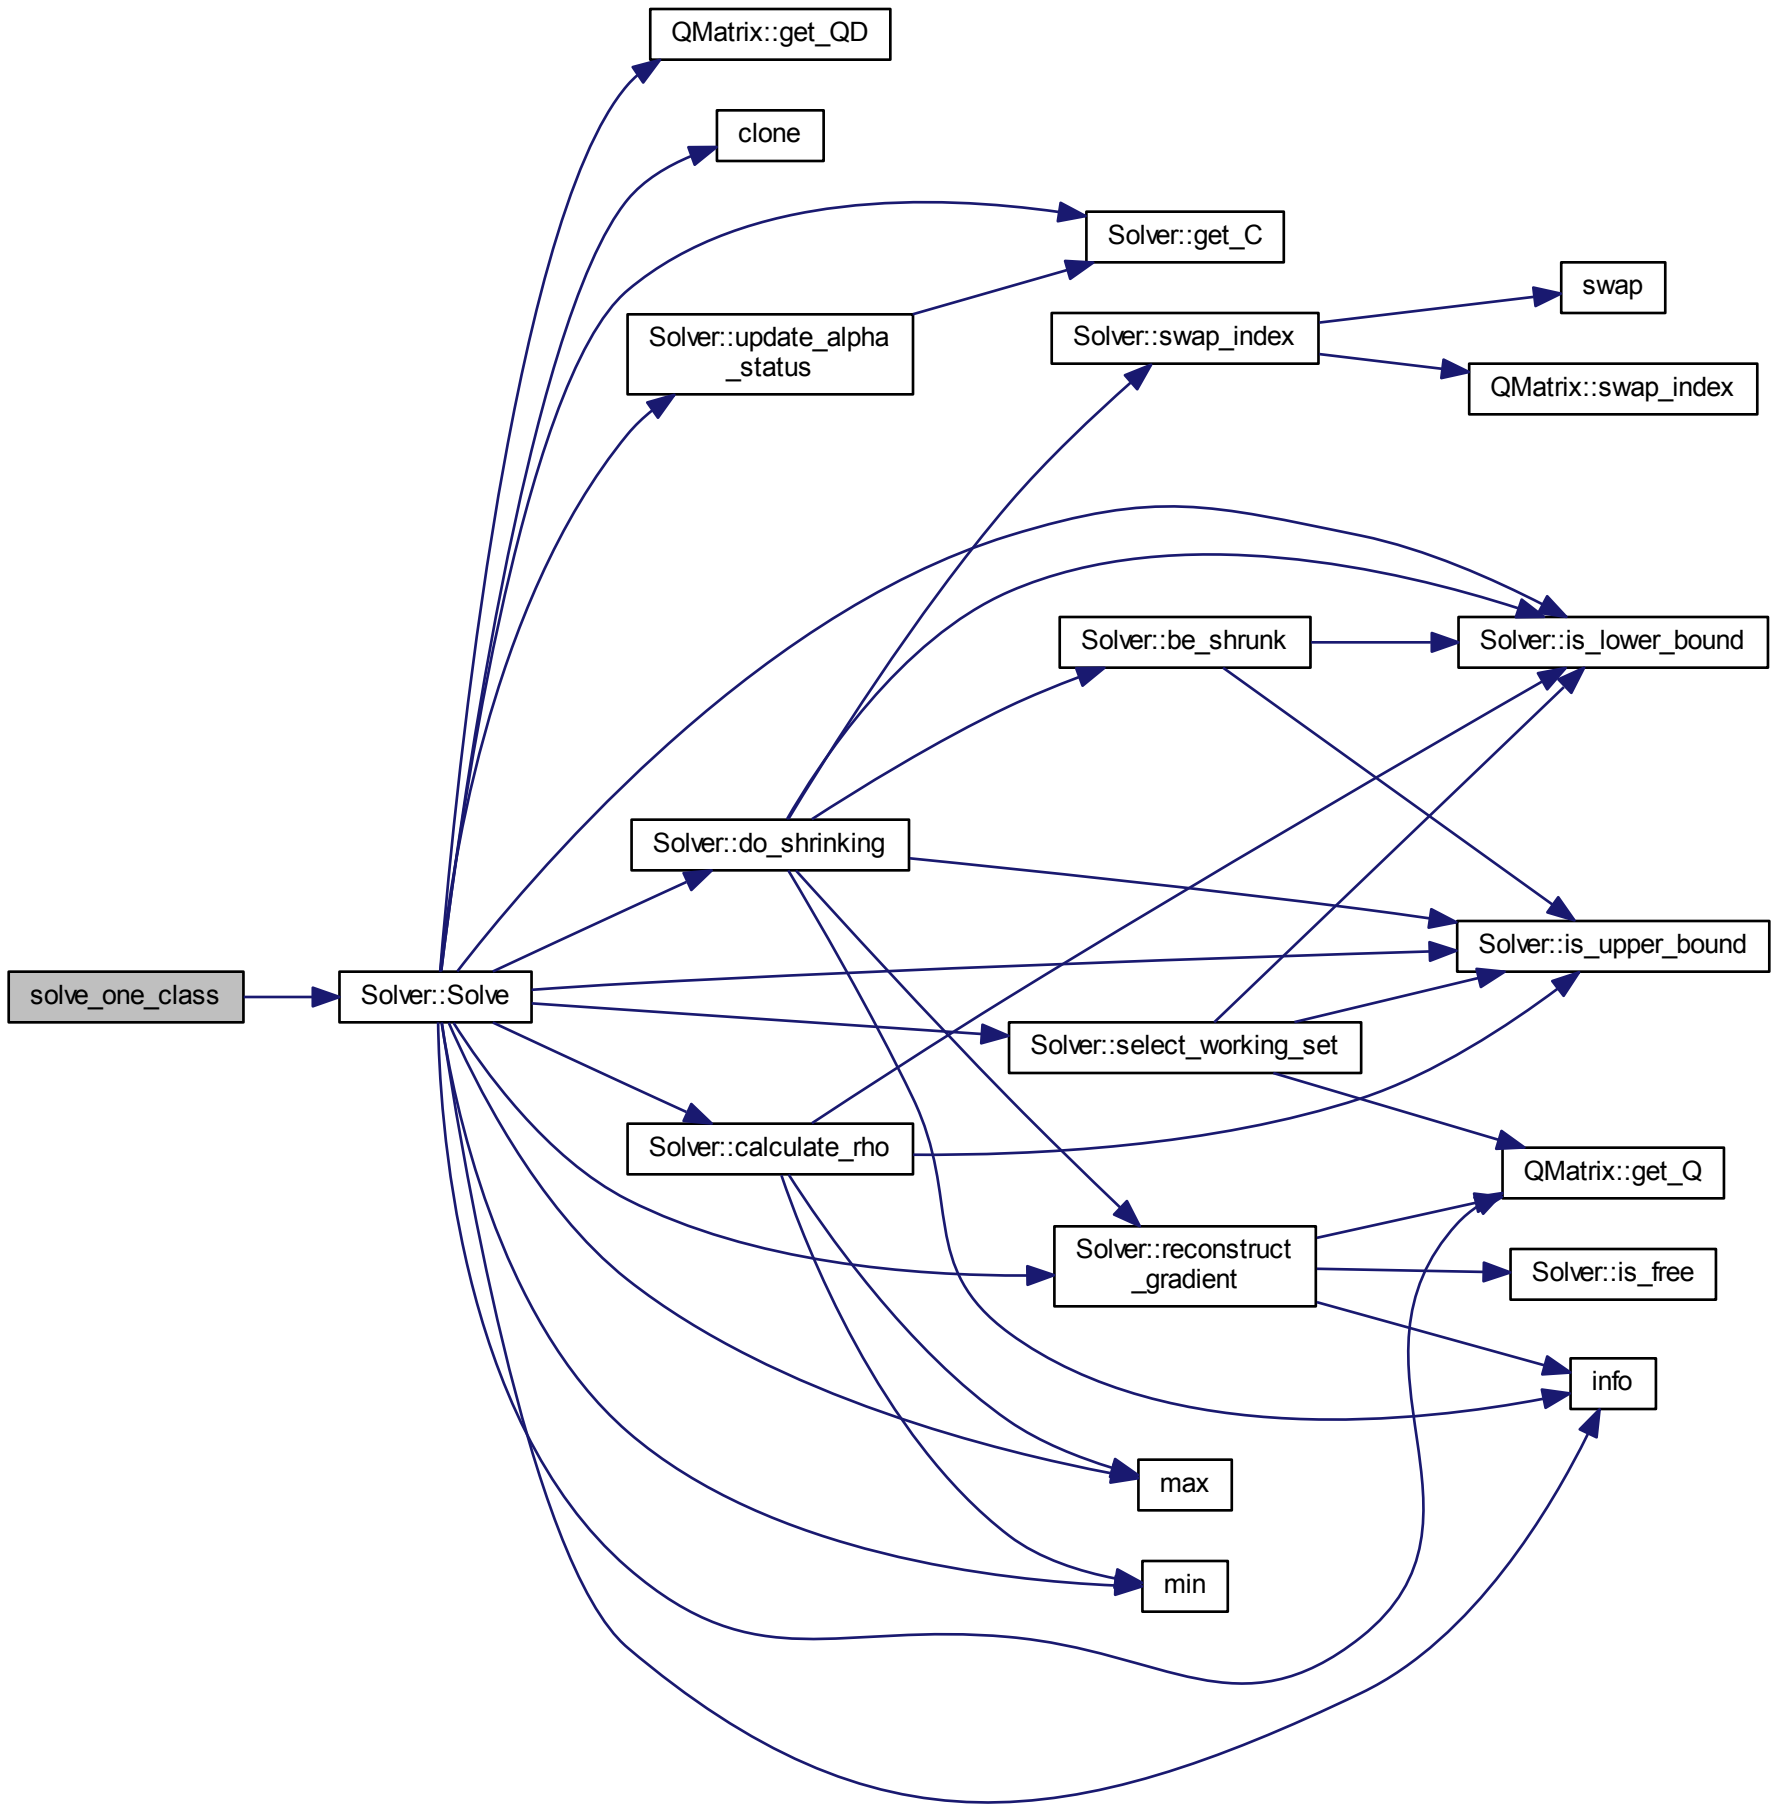 QMatrix::get_QD
clone
Solver::get_C
swap
Solver::update_alpha
_status
Solver::swap_index
QMatrix::swap_index
Solver::be_shrunk
Solver::is_lower_bound
Solver::do_shrinking
Solver::is_upper_bound
solve_one_class
Solver::Solve
Solver::select_working_set
Solver::calculate_rho
QMatrix::get_Q
Solver::reconstruct
_gradient
Solver::is_free
info
max
min